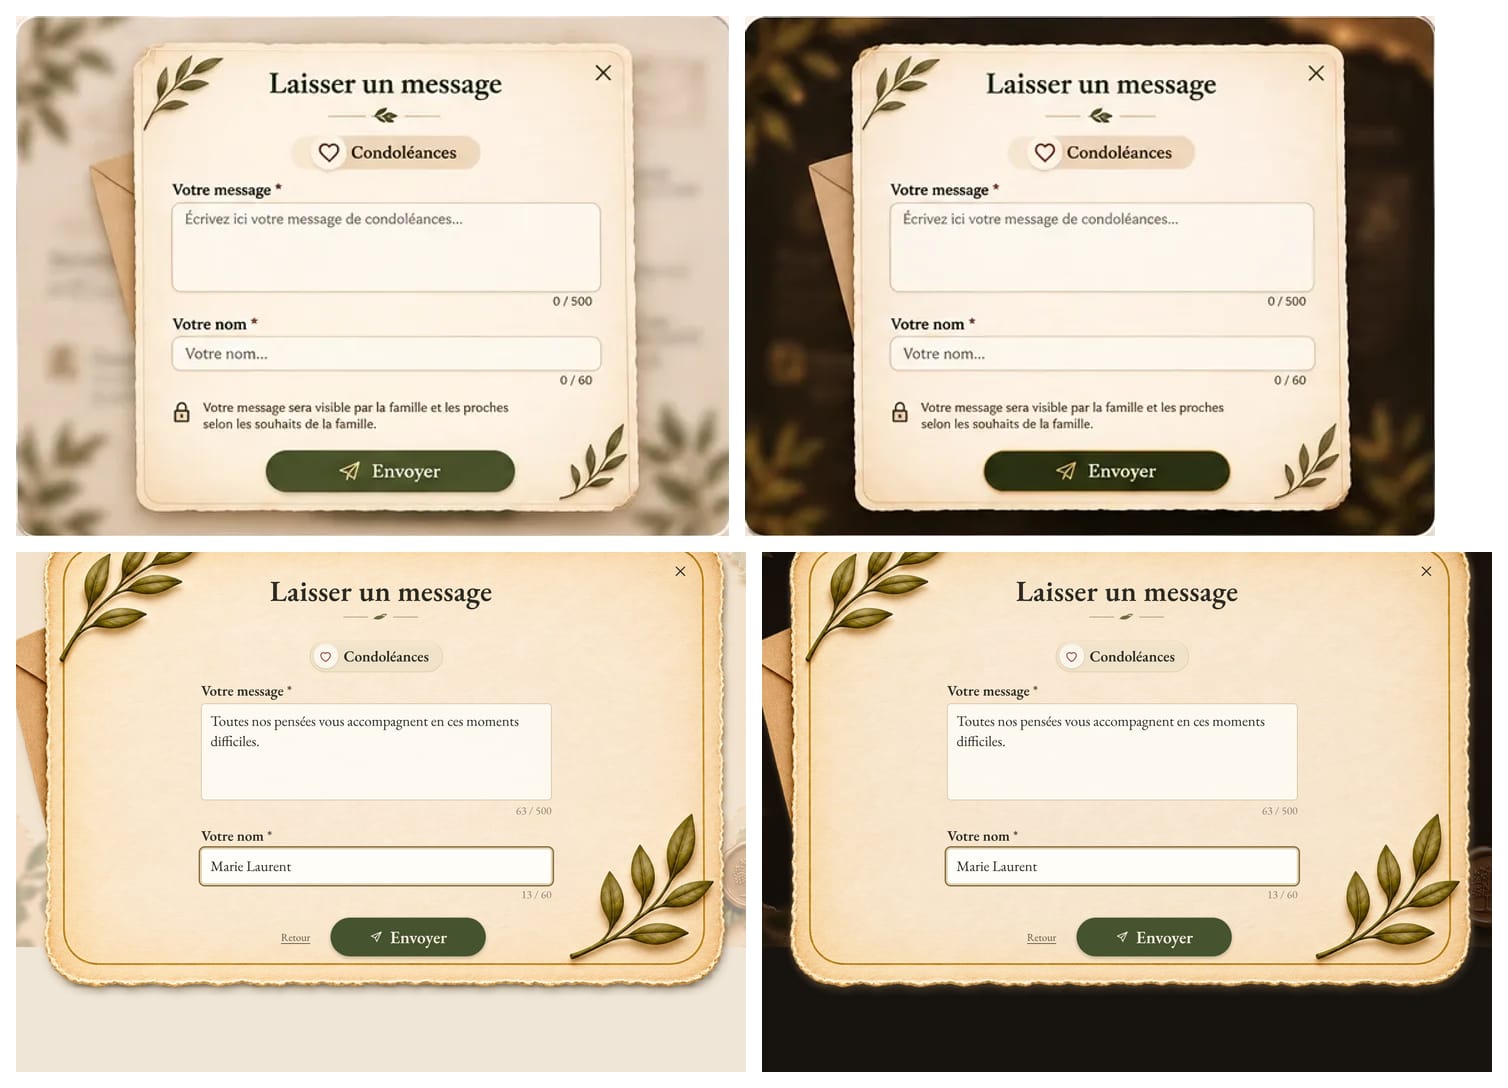 Laisser un message
Condoléances
Votre message *
Écrivez ici votre message de condoléances...
0 / 500
Votre nom *
Votre nom...
0 / 60
Votre message sera visible par la famille et les proches
selon les souhaits de la famille.
Envoyer
Laisser un message
Condoléances
Votre message *
Écrivez ici votre message de condoléances...
0 / 500
Votre nom *
Votre nom...
0 / 60
Votre message sera visible par la famille et les proches
selon les souhaits de la famille.
Envoyer
Laisser un message
Condoléances
Votre message *
Toutes nos pensées vous accompagnent en ces moments
difficiles.
63 / 500
Votre nom *
Marie Laurent
13 / 60
Retour
Envoyer
Laisser un message
Condoléances
Votre message *
Toutes nos pensées vous accompagnent en ces moments
difficiles.
63 / 500
Votre nom *
Marie Laurent
13 / 60
Retour
Envoyer